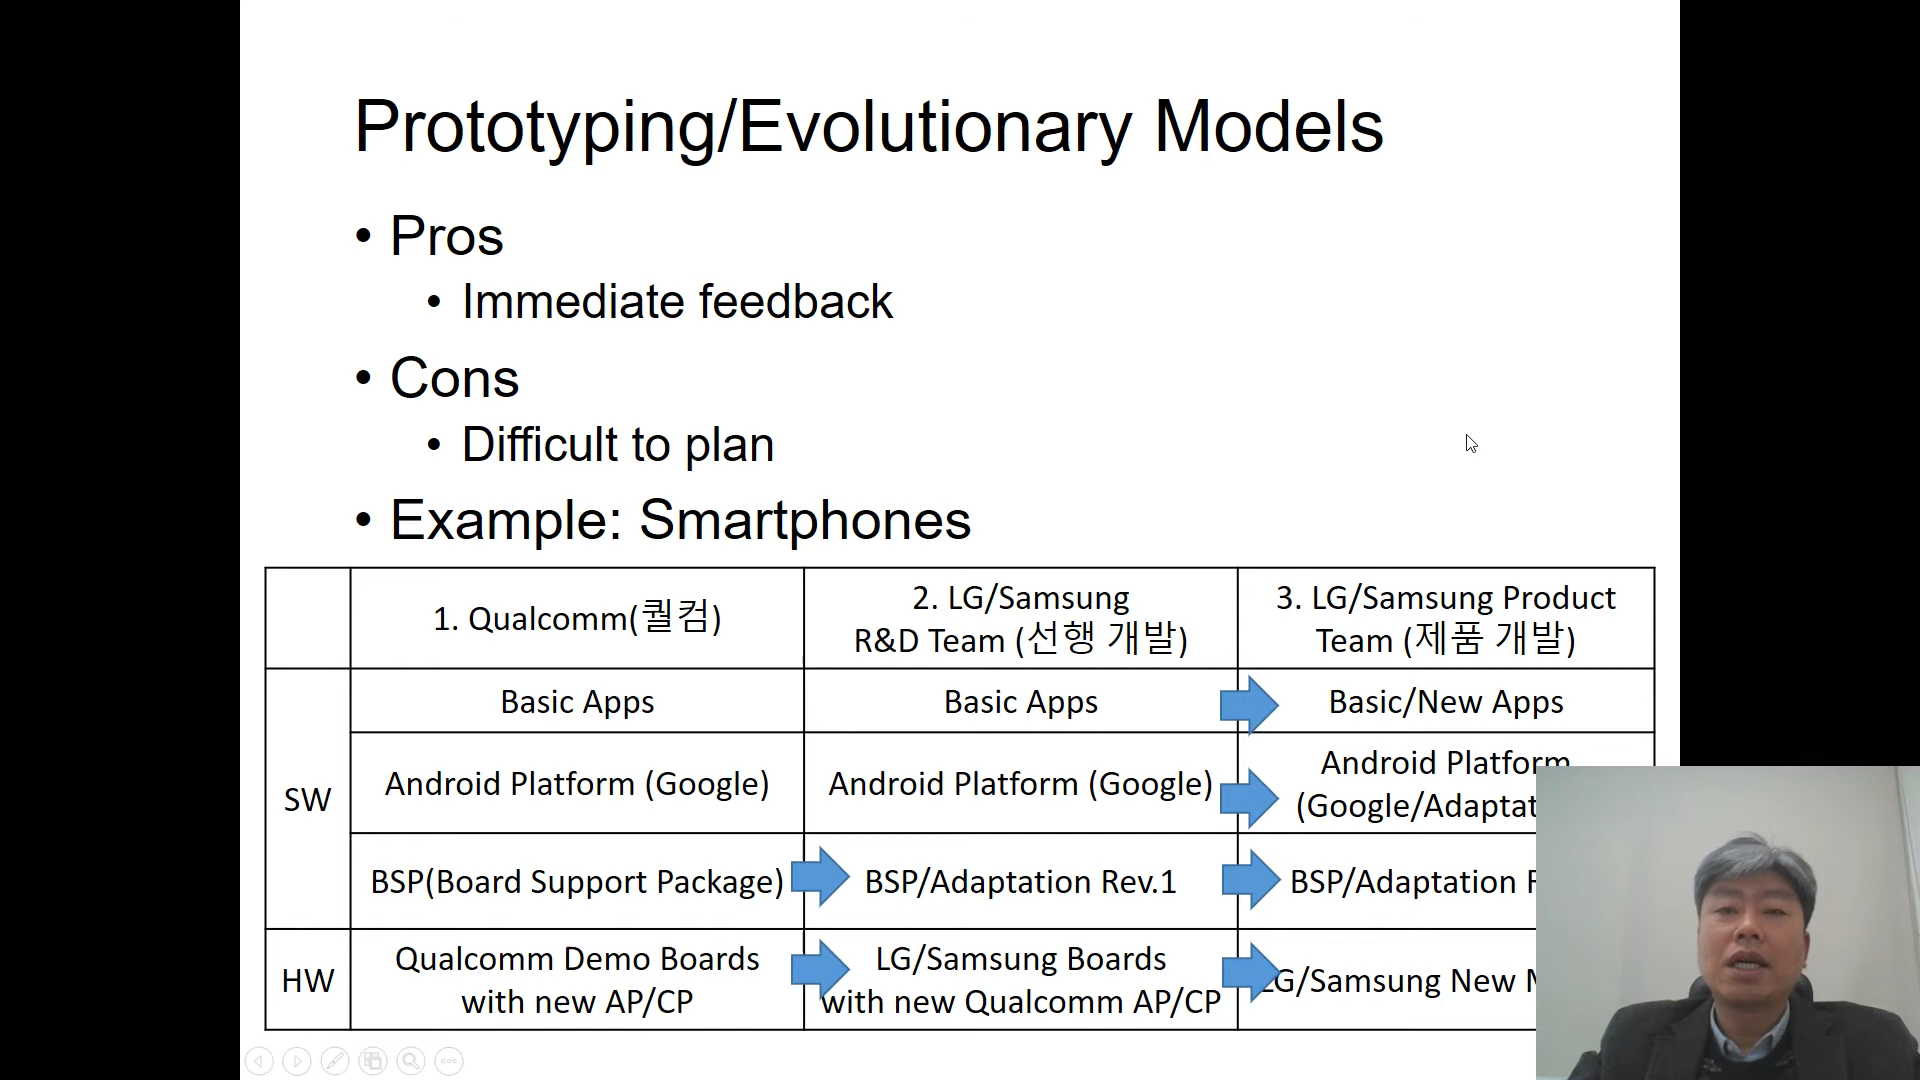 Prototyping/Evolutionary Models
• Pros
• Immediate feedback
• Cons
• Difficult to plan
• Example: Smartphones
1. Qualcomm(퀄컴)
2. LG/Samsung
R&D Team (선행 개발)
3. LG/Samsung Product
Team (제품 개발)
SW
Basic Apps
Basic Apps
Basic/New Apps
Android Platform (Google)
Android Platform (Google)
Android Platform
BSP(Board Support Package)
BSP/Adaptation Rev.1
BSP/Adaptation
HW
Qualcomm Demo Boards
with new AP/CP
LG/Samsung Boards
with new Qualcomm AP/CP
LG/Samsung New